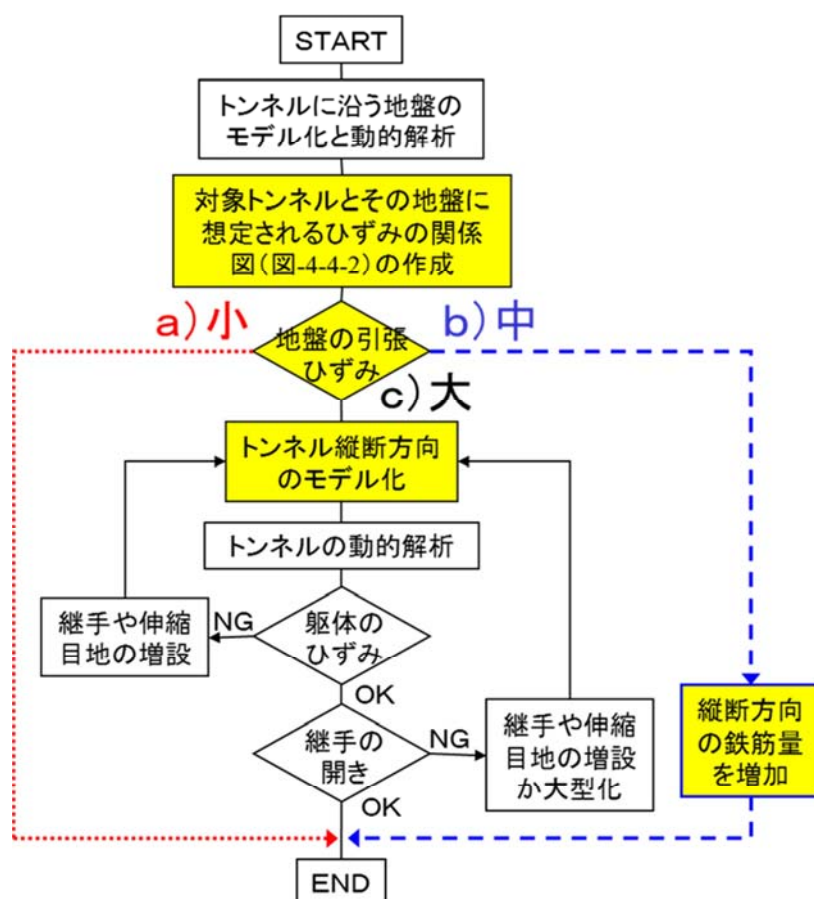 START
トンネルに沿う地盤の
モデル化と動的解析
対象トンネルとその地盤に
想定されるひずみの関係
図(図-4-4-2)の作成
a)小
b)中
地盤の引張
ひずみ
c)大
トンネル縦断方向
のモデル化
トンネルの動的解析
継手や伸縮
目地の増設
NG
躯体の
ひずみ
OK
継手の
開き
NG
継手や伸縮
目地の増設
か大型化
縦断方向
の鉄筋量
を増加
OK
END